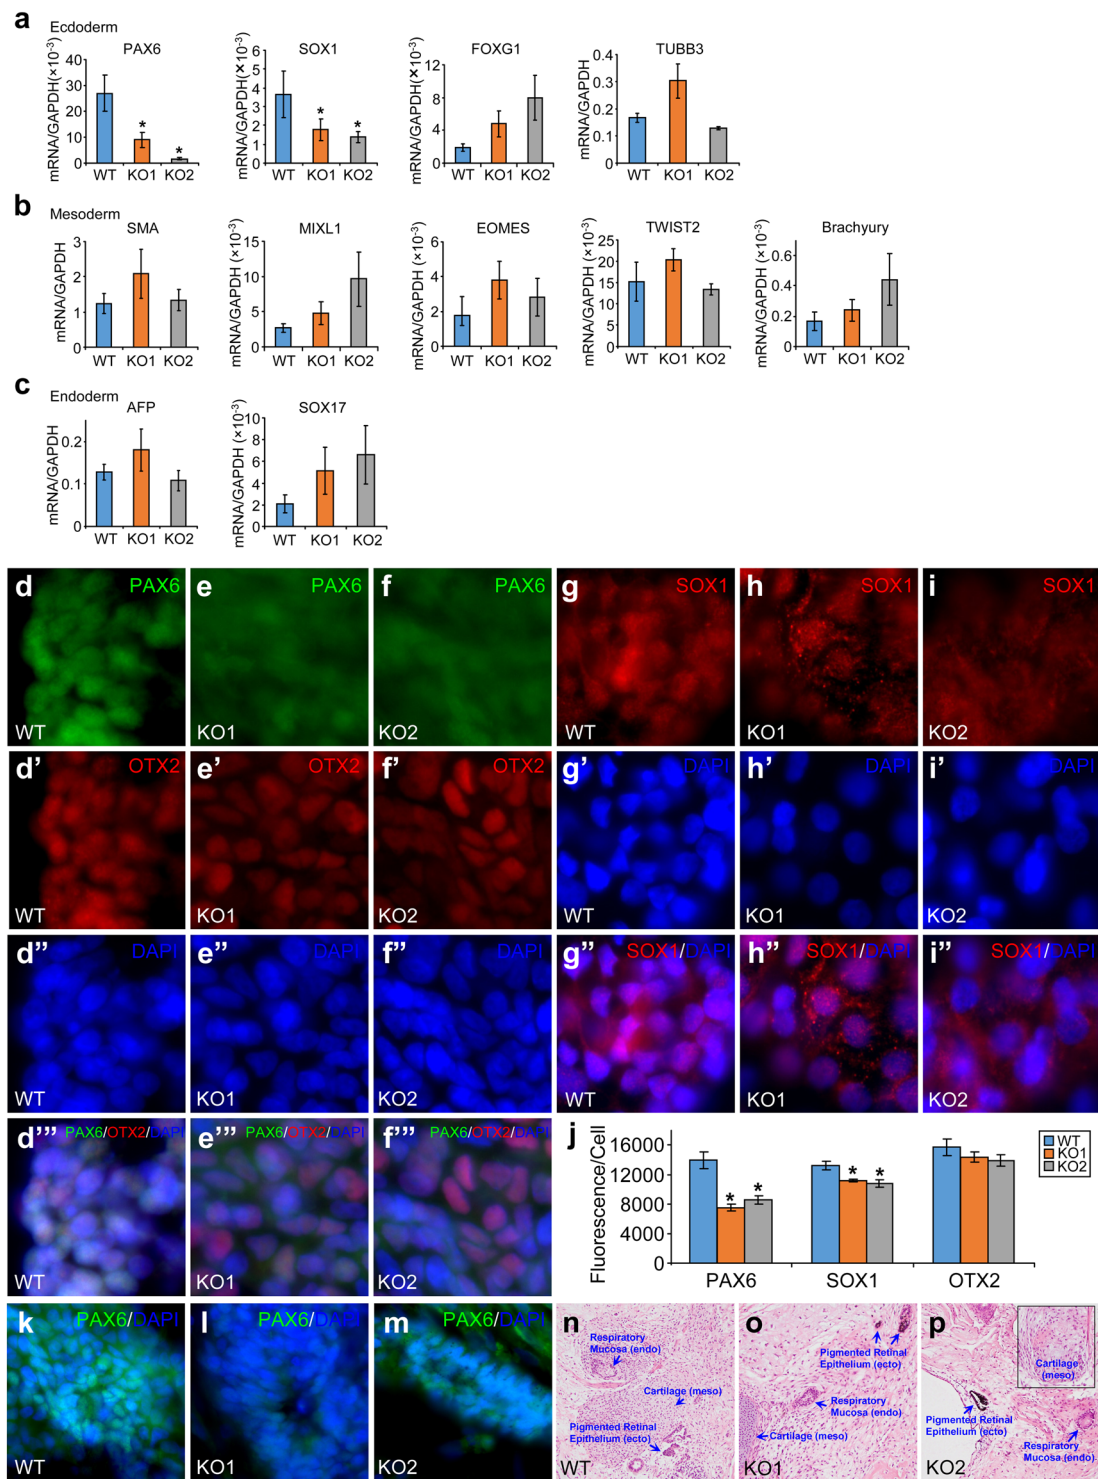 a
Ecdoderm
PAX6
mRNA/GAPDH(×10-3)
40
30
20
10
0
*
*
WT KO1 KO2
SOX1
mRNA/GAPDH(×10-3)
6
5
4
3
2
1
0
*
*
WT KO1 KO2
FOXG1
mRNA/GAPDH(×10-3)
12
8
4
0
WT KO1 KO2
TUBB3
mRNA/GAPDH
0.4
0.3
0.2
0.1
0
WT KO1 KO2
b
Mesoderm
SMA
mRNA/GAPDH
3
2
1
0
WT KO1 KO2
MIXL1
mRNA/GAPDH (×10-3)
15
10
5
0
WT KO1 KO2
EOMES
mRNA/GAPDH (×10-3)
6
4
2
0
WT KO1 KO2
TWIST2
mRNA/GAPDH (×10-3)
25
20
15
10
5
0
WT KO1 KO2
Brachyury
mRNA/GAPDH (×10-3)
0.6
0.4
0.2
0
WT KO1 KO2
c
Endoderm
AFP
mRNA/GAPDH
0.2
0.1
0
WT KO1 KO2
SOX17
mRNA/GAPDH (×10-3)
10
8
6
4
2
0
WT KO1 KO2
d PAX6
WT
e PAX6
KO1
f PAX6
KO2
g SOX1
WT
h SOX1
KO1
i SOX1
KO2
d' OTX2
WT
e' OTX2
KO1
f' OTX2
KO2
g' DAPI
WT
h' DAPI
KO1
i' DAPI
KO2
d'' DAPI
WT
e'' DAPI
KO1
f'' DAPI
KO2
g'' SOX1/DAPI
WT
h'' SOX1/DAPI
KO1
i'' SOX1/DAPI
KO2
d''' PAX6/OTX2/DAPI
WT
e''' PAX6/OTX2/DAPI
KO1
f''' PAX6/OTX2/DAPI
KO2
j
Fluorescence/Cell
16000
12000
8000
4000
0
* *
* *
PAX6 SOX1 OTX2
WT
KO1
KO2
k PAX6/DAPI
WT
l PAX6/DAPI
KO1
m PAX6/DAPI
KO2
n
Respiratory
Mucosa (endo)
Cartilage (meso)
Pigmented Retinal
Epithelium (ecto)
WT
o
Pigmented Retinal
Epithelium (ecto)
Respiratory
Mucosa (endo)
Cartilage (meso)
KO1
p
Cartilage
(meso)
Pigmented Retinal
Epithelium (ecto)
Respiratory
Mucosa (endo)
KO2